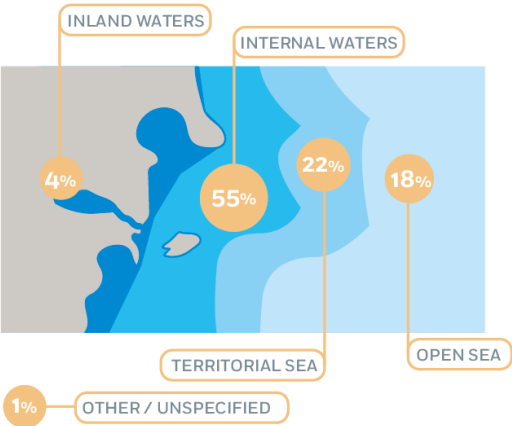 INLAND WATERS
INTERNAL WATERS
4%
55%
22%
18%
TERRITORIAL SEA
OPEN SEA
1%
OTHER / UNSPECIFIED